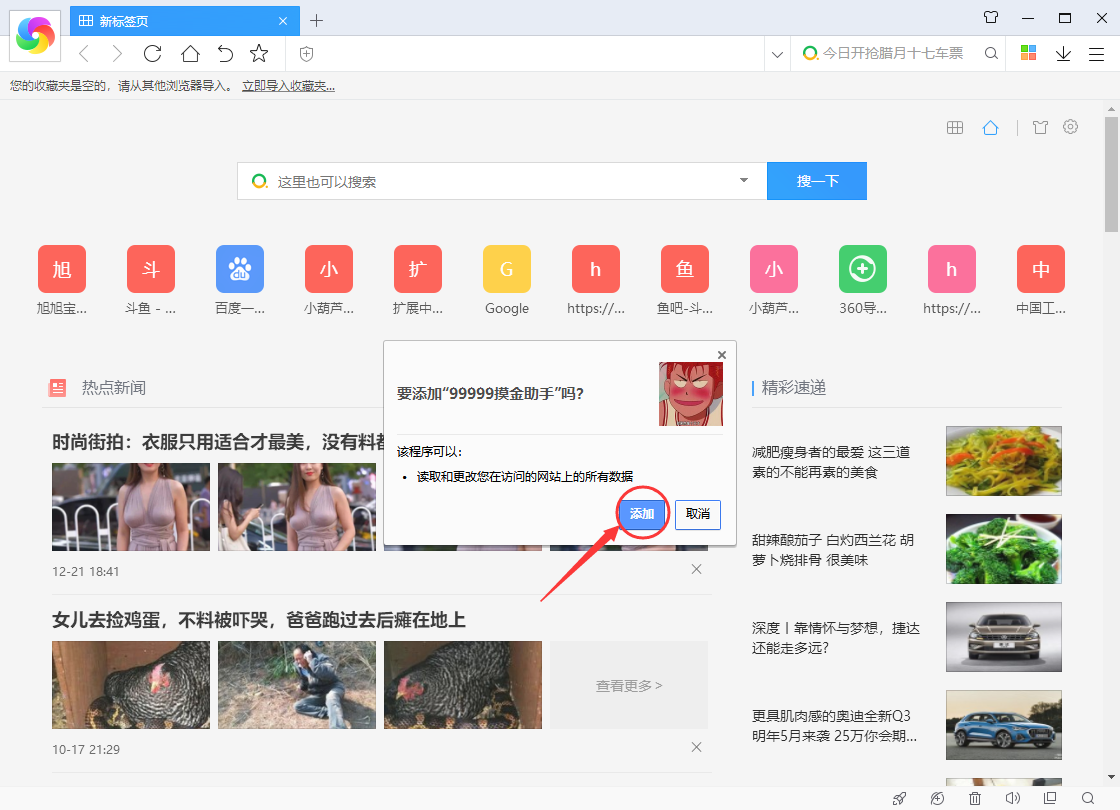 新标签页
今日开抢腊月十七车票
您的收藏夹是空的，请从其他浏览器导入。 立即导入收藏夹...
这里也可以搜索
搜一下
旭
斗
du
小
扩
G
h
鱼
小
h
中
旭旭宝...
斗鱼 - ...
百度一...
小葫芦...
扩展中...
Google
https://...
鱼吧-斗...
小葫芦...
360导...
https://...
中国工...
热点新闻
时尚街拍：衣服只用适合才最美，没有料都
12-21 18:41
女儿去捡鸡蛋，不料被吓哭，爸爸跑过去后瘫在地上
查看更多 >
10-17 21:29
要添加“99999摸金助手”吗？
该程序可以：
• 读取和更改您在访问的网站上的所有数据
添加
取消
精彩速递
减肥瘦身者的最爱 这三道
素的不能再素的美食
甜辣酿茄子 白灼西兰花 胡
萝卜烧排骨 很美味
深度丨靠情怀与梦想，捷达
还能走多远？
更具肌肉感的奥迪全新Q3
明年5月来袭 25万你会期...